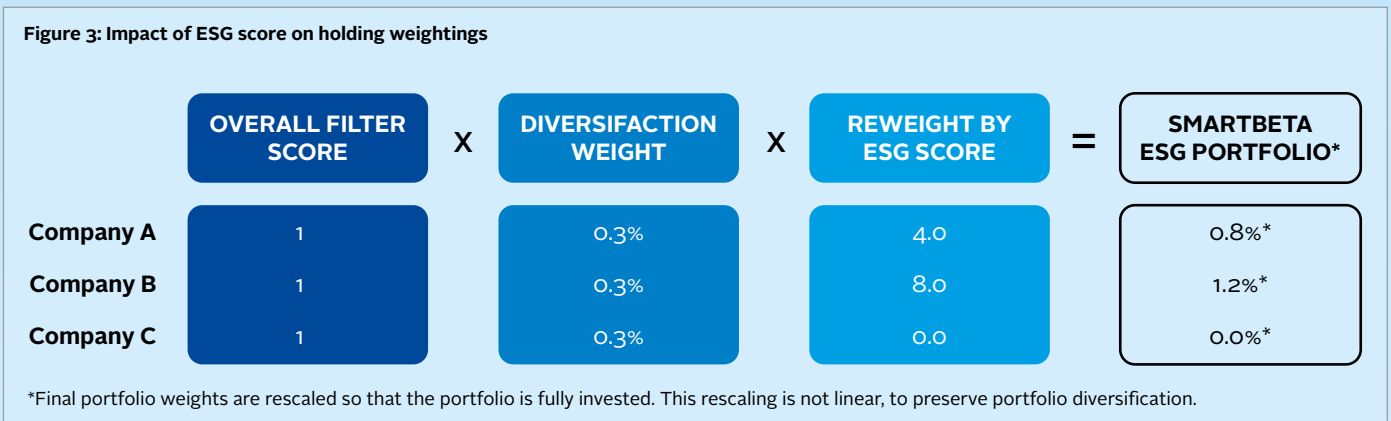 Figure 3: Impact of ESG score on holding weightings
OVERALL FILTER
SCORE
X
DIVERSIFACTION
WEIGHT
X
REWEIGHT BY
ESG SCORE
=
SMARTBETA
ESG PORTFOLIO*
Company A 1 0.3% 4.0 0.8%*
Company B 1 0.3% 8.0 1.2%*
Company C 1 0.3% 0.0 0.0%*
*Final portfolio weights are rescaled so that the portfolio is fully invested. This rescaling is not linear, to preserve portfolio diversification.